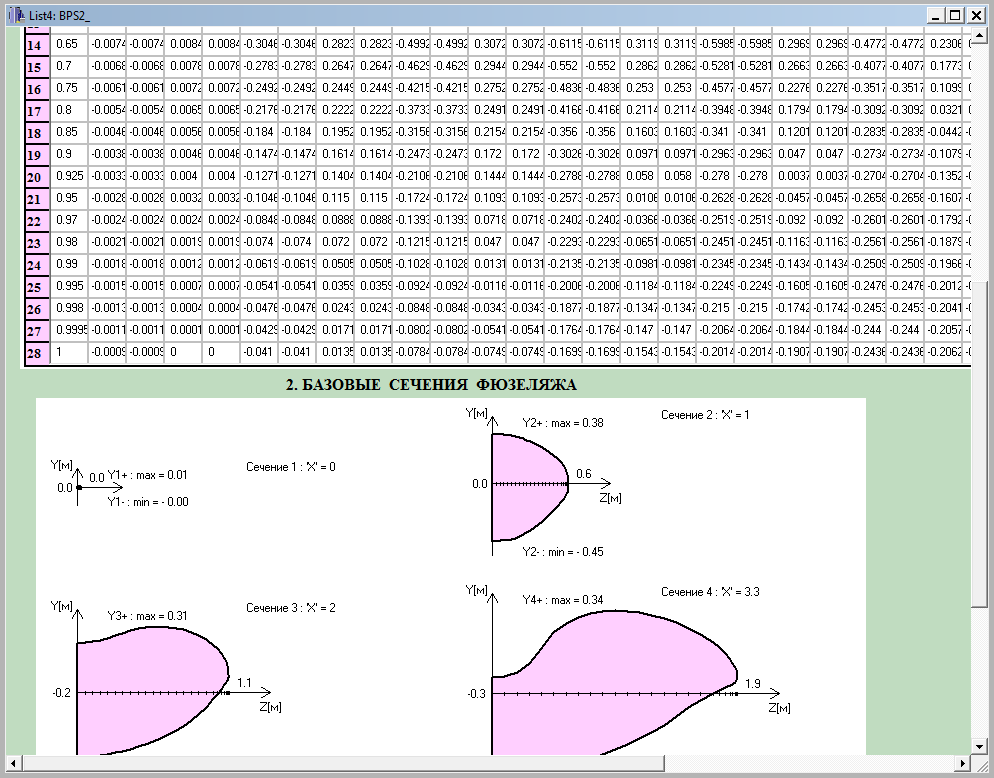 List4: BPS2_
14 0.65 -0.0074 -0.0074 0.0084 0.0084 -0.3046 -0.3046 0.2823 0.2823 -0.4992 -0.4992 0.3072 0.3072 -0.6115 -0.6115 0.3119 0.3119 -0.5985 -0.5985 0.2969 0.2969 -0.4772 -0.4772 0.2306
15 0.7 -0.0068 -0.0068 0.0078 0.0078 -0.2783 -0.2783 0.2647 0.2647 -0.4629 -0.4629 0.2944 0.2944 -0.552 -0.552 0.2862 0.2862 -0.5281 -0.5281 0.2663 0.2663 -0.4077 -0.4077 0.1773
16 0.75 -0.0061 -0.0061 0.0072 0.0072 -0.2492 -0.2492 0.2449 0.2449 -0.4215 -0.4215 0.2752 0.2752 -0.4836 -0.4836 0.253 0.253 -0.4577 -0.4577 0.2276 0.2276 -0.3517 -0.3517 0.1099
17 0.8 -0.0054 -0.0054 0.0065 0.0065 -0.2176 -0.2176 0.2222 0.2222 -0.3733 -0.3733 0.2491 0.2491 -0.4166 -0.4166 0.2114 0.2114 -0.3948 -0.3948 0.1794 0.1794 -0.3092 -0.3092 0.0321
18 0.85 -0.0046 -0.0046 0.0056 0.0056 -0.184 -0.184 0.1952 0.1952 -0.3156 -0.3156 0.2154 0.2154 -0.356 -0.356 0.1603 0.1603 -0.341 -0.341 0.1201 0.1201 -0.2835 -0.2835 -0.0442
19 0.9 -0.0038 -0.0038 0.0046 0.0046 -0.1474 -0.1474 0.1614 0.1614 -0.2473 -0.2473 0.172 0.172 -0.3026 -0.3026 0.0971 0.0971 -0.2963 -0.2963 0.047 0.047 -0.2734 -0.2734 -0.1079
20 0.925 -0.0033 -0.0033 0.004 0.004 -0.1271 -0.1271 0.1404 0.1404 -0.2106 -0.2106 0.1444 0.1444 -0.2788 -0.2788 0.058 0.058 -0.278 -0.278 0.0037 0.0037 -0.2704 -0.2704 -0.1352
21 0.95 -0.0028 -0.0028 0.0032 0.0032 -0.1046 -0.1046 0.115 0.115 -0.1724 -0.1724 0.1093 0.1093 -0.2573 -0.2573 0.0106 0.0106 -0.2628 -0.2628 -0.0457 -0.0457 -0.2658 -0.2658 -0.1607
22 0.97 -0.0024 -0.0024 0.0024 0.0024 -0.0848 -0.0848 0.0888 0.0888 -0.1393 -0.1393 0.0718 0.0718 -0.2402 -0.2402 -0.0366 -0.0366 -0.2519 -0.2519 -0.092 -0.092 -0.2601 -0.2601 -0.1792
23 0.98 -0.0021 -0.0021 0.0019 0.0019 -0.074 -0.074 0.072 0.072 -0.1215 -0.1215 0.047 0.047 -0.2293 -0.2293 -0.0651 -0.0651 -0.2451 -0.2451 -0.1163 -0.1163 -0.2561 -0.2561 -0.1879
24 0.99 -0.0018 -0.0018 0.0012 0.0012 -0.0619 -0.0619 0.0505 0.0505 -0.1028 -0.1028 0.0131 0.0131 -0.2135 -0.2135 -0.0981 -0.0981 -0.2345 -0.2345 -0.1434 -0.1434 -0.2509 -0.2509 -0.1966
25 0.995 -0.0015 -0.0015 0.0007 0.0007 -0.0541 -0.0541 0.0359 0.0359 -0.0924 -0.0924 -0.0116 -0.0116 -0.2006 -0.2006 -0.1184 -0.1184 -0.2249 -0.2249 -0.1605 -0.1605 -0.2476 -0.2476 -0.2012
26 0.998 -0.0013 -0.0013 0.0004 0.0004 -0.0476 -0.0476 0.0243 0.0243 -0.0848 -0.0848 -0.0343 -0.0343 -0.1877 -0.1877 -0.1347 -0.1347 -0.215 -0.215 -0.1742 -0.1742 -0.2453 -0.2453 -0.2041
27 0.9995 -0.0011 -0.0011 0.0001 0.0001 -0.0429 -0.0429 0.0171 0.0171 -0.0802 -0.0802 -0.0541 -0.0541 -0.1764 -0.1764 -0.147 -0.147 -0.2064 -0.2064 -0.1844 -0.1844 -0.244 -0.244 -0.2057
28 1 -0.0009 -0.0009 0 0 -0.041 -0.041 0.0135 0.0135 -0.0784 -0.0784 -0.0749 -0.0749 -0.1699 -0.1699 -0.1543 -0.1543 -0.2014 -0.2014 -0.1907 -0.1907 -0.2436 -0.2436 -0.2062
2. БАЗОВЫЕ СЕЧЕНИЯ ФЮЗЕЛЯЖА
Y[м]
0.0
0.0
Y1+ : max = 0.01
Y1- : min = - 0.00
Сечение 1 : 'X' = 0
Y[м]
Y2+ : max = 0.38
Сечение 2 : 'X' = 1
0.0
0.6
Z[м]
Y2- : min = - 0.45
Y[м]
Y3+ : max = 0.31
Сечение 3 : 'X' = 2
-0.2
1.1
Z[м]
Y[м]
Y4+ : max = 0.34
Сечение 4 : 'X' = 3.3
-0.3
1.9
Z[м]